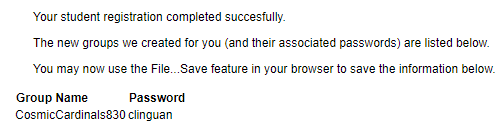 Your student registration completed succesfully.
The new groups we created for you (and their associated passwords) are listed below.
You may now use the File...Save feature in your browser to save the information below.
Group Name Password
CosmicCardinals830 clinguan